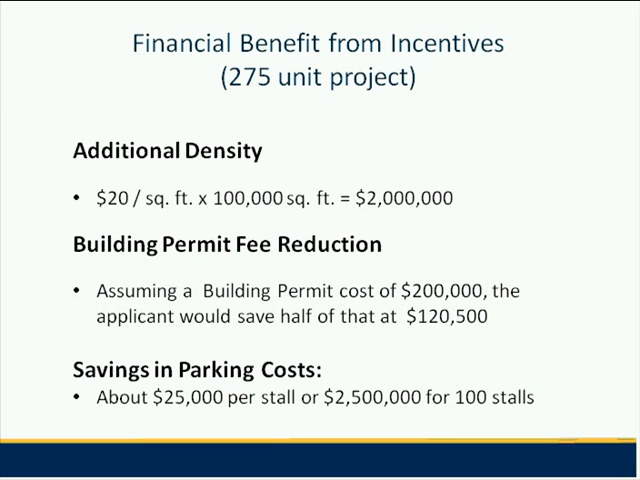 Financial Benefit from Incentives
(275 unit project)
Additional Density
• $20 / sq. ft. x 100,000 sq. ft. = $2,000,000
Building Permit Fee Reduction
• Assuming a Building Permit cost of $200,000, the
applicant would save half of that at $120,500
Savings in Parking Costs:
• About $25,000 per stall or $2,500,000 for 100 stalls